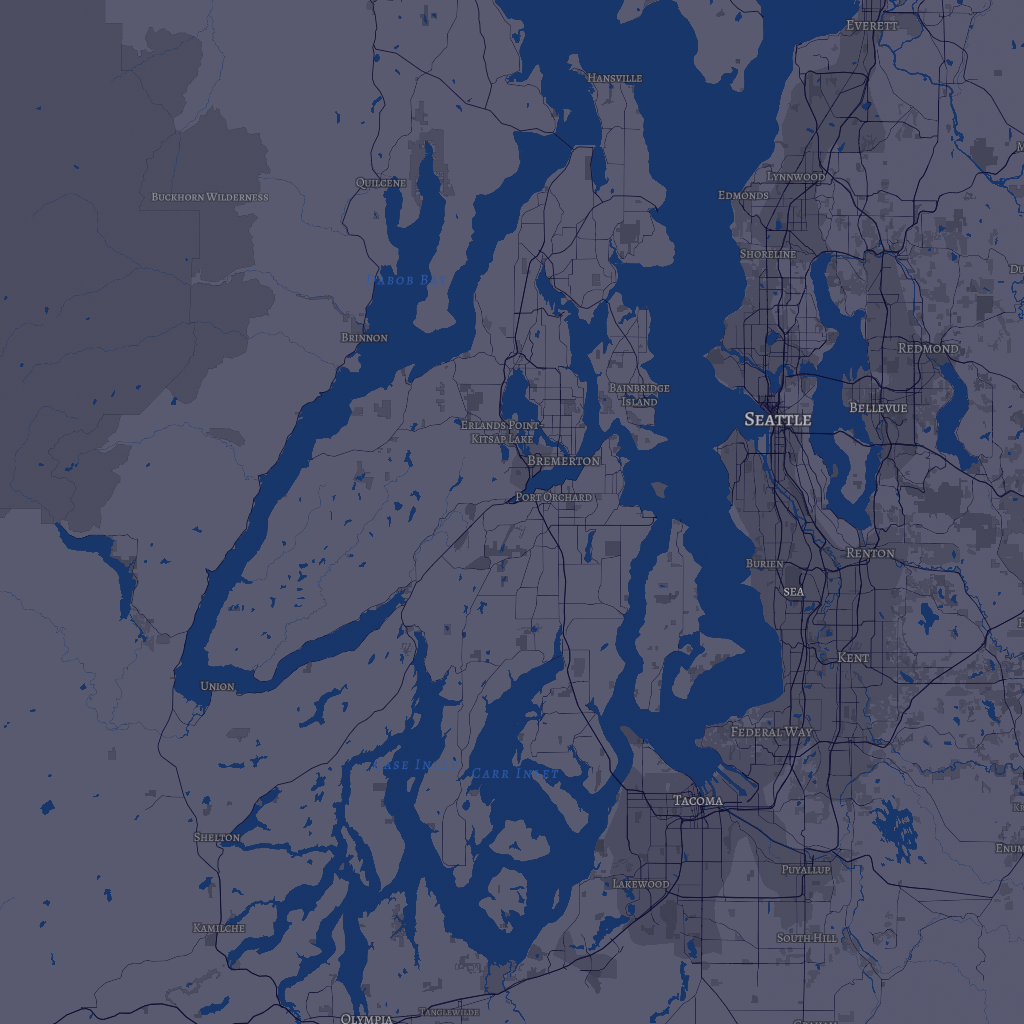 Everett
Hansville
Lynnwood
Quilcene
Buckhorn Wilderness
Edmonds
Shoreline
Dabob Bay
Brinnon
Redmond
Bainbridge
Island
Bellevue
Seattle
Erlands Point-
Kitsap Lake
Bremerton
Port Orchard
Renton
Burien
SEA
Kent
Union
Federal Way
Case Inlet
Carr Inlet
Tacoma
Shelton
Enum
Puyallup
Lakewood
Kamilche
South Hill
Tanglewilde
Olympia